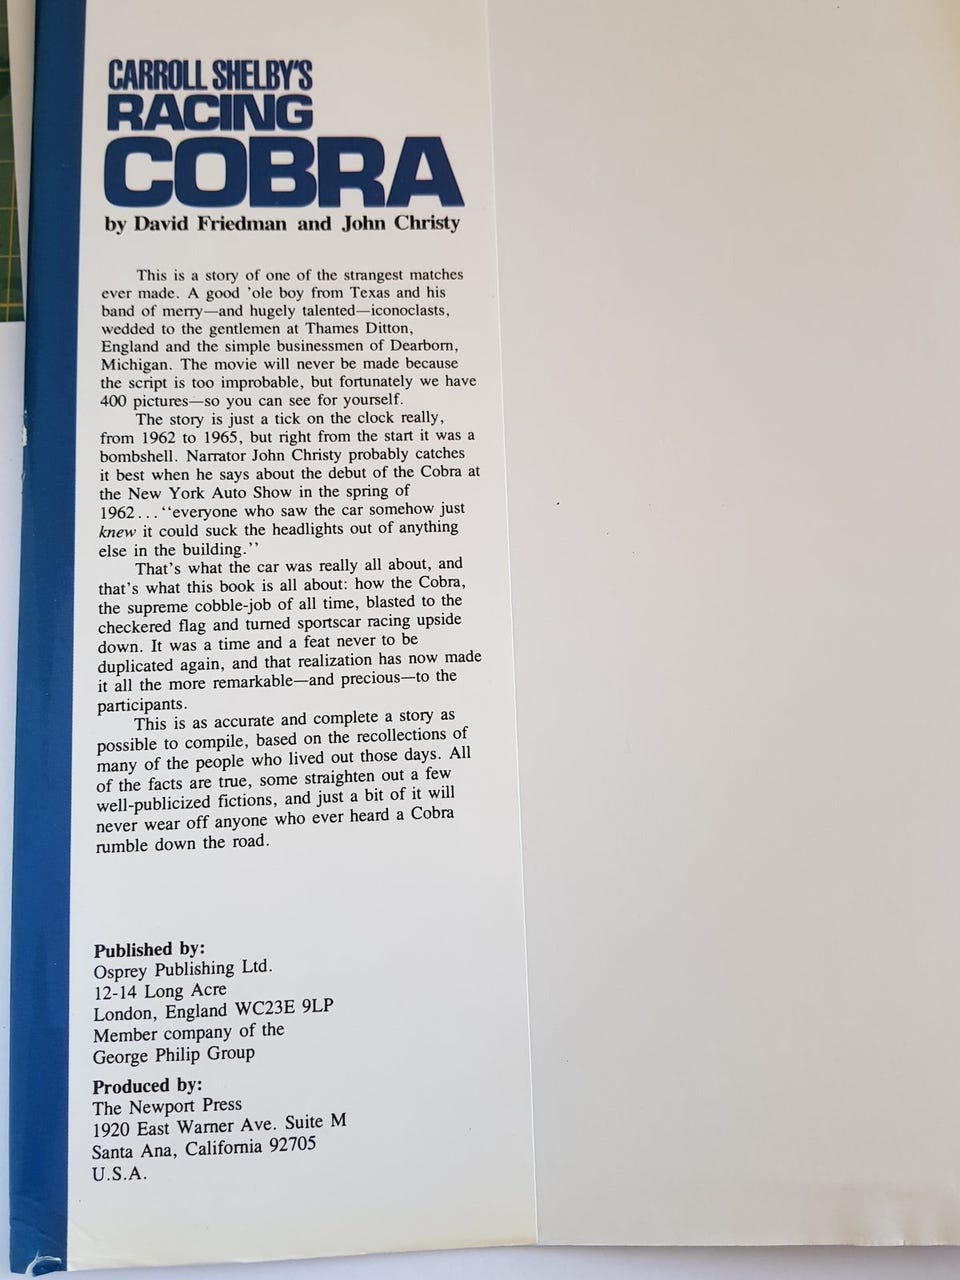 CARROLL SHELBY'S
RACING
COBRA
by David Friedman and John Christy
This is a story of one of the strangest matches
ever made. A good 'ole boy from Texas and his
band of merry—and hugely talented—iconoclasts,
wedded to the gentlemen at Thames Ditton,
England and the simple businessmen of Dearborn,
Michigan. The movie will never be made because
the script is too improbable, but fortunately we have
400 pictures—so you can see for yourself.
The story is just a tick on the clock really,
from 1962 to 1965, but right from the start it was a
bombshell. Narrator John Christy probably catches
it best when he says about the debut of the Cobra at
the New York Auto Show in the spring of
1962...‘‘everyone who saw the car somehow just
knew it could suck the headlights out of anything
else in the building.’’
That's what the car was really all about, and
that's what this book is all about: how the Cobra,
the supreme cobble-job of all time, blasted to the
checkered flag and turned sportscar racing upside
down. It was a time and a feat never to be
duplicated again, and that realization has now made
it all the more remarkable—and precious—to the
participants.
This is as accurate and complete a story as
possible to compile, based on the recollections of
many of the people who lived out those days. All
of the facts are true, some straighten out a few
well-publicized fictions, and just a bit of it will
never wear off anyone who ever heard a Cobra
rumble down the road.
Published by:
Osprey Publishing Ltd.
12-14 Long Acre
London, England WC23E 9LP
Member company of the
George Philip Group
Produced by:
The Newport Press
1920 East Warner Ave. Suite M
Santa Ana, California 92705
U.S.A.